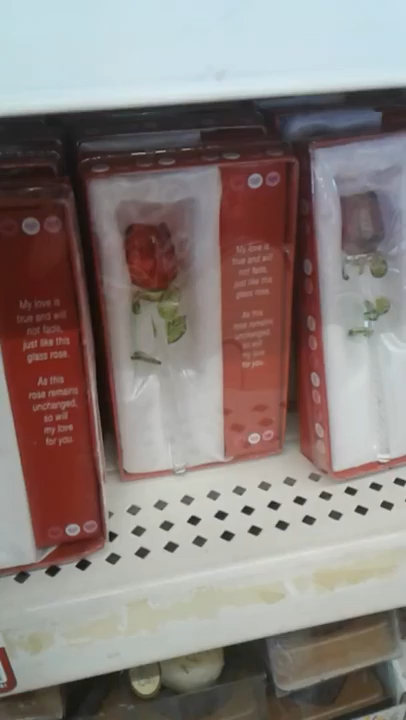 My love is
true and will
not fade,
just like this
glass rose.
As this
rose remains
unchanged,
so will
my love
for you.
My love is
true and will
not fade,
just like this
glass rose.
As this
rose remains
unchanged,
so will
my love
for you.